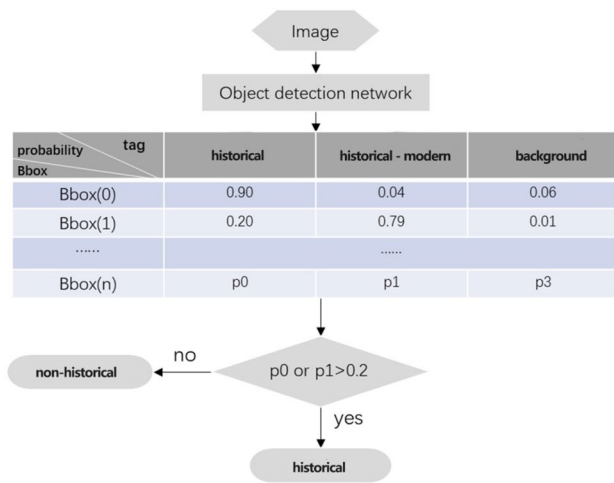 Image
Object detection network
probability tag Bbox historical historical - modern background
Bbox(0) 0.90 0.04 0.06
Bbox(1) 0.20 0.79 0.01
...... ......
Bbox(n) p0 p1 p3
p0 or p1>0.2
no
non-historical
yes
historical